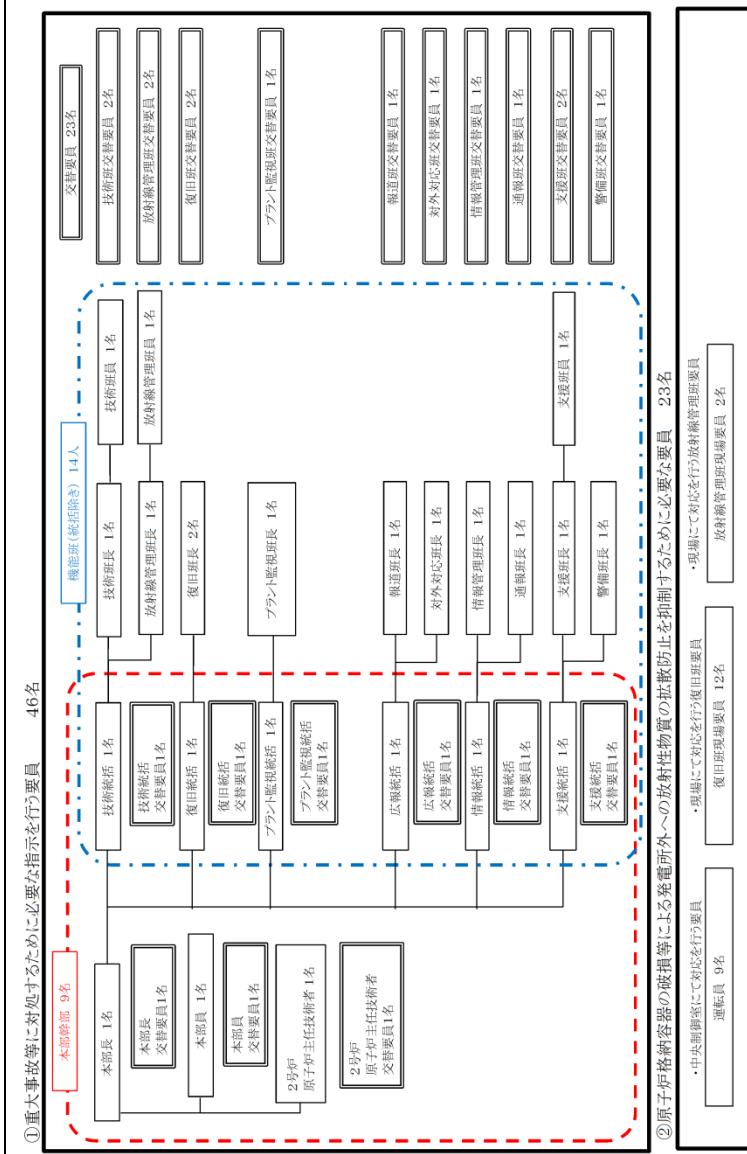 ①重大事故等に対処するために必要な指示を行う要員 46名
本部幹部 9名
機能班(統括除き) 14人
交替要員 23名
本部長 1名
本部長
交替要員1名
本部員 1名
本部員
交替要員1名
2号炉
原子炉主任技術者 1名
2号炉
原子炉主任技術者
交替要員1名
技術統括 1名
技術統括
交替要員1名
復旧統括 1名
復旧統括
交替要員1名
プラント監視統括 1名
プラント監視統括
交替要員1名
広報統括 1名
広報統括
交替要員1名
情報統括 1名
情報統括
交替要員1名
支援統括 1名
支援統括
交替要員1名
技術班長 1名
放射線管理班長 1名
復旧班長 2名
プラント監視班長 1名
報道班長 1名
対外対応班長 1名
情報管理班長 1名
通報班長 1名
支援班長 1名
警備班長 1名
技術班員 1名
放射線管理班員 1名
支援班員 1名
技術班交替要員 2名
放射線管理班交替要員 2名
復旧班交替要員 2名
プラント監視班交替要員 1名
報道班交替要員 1名
対外対応班交替要員 1名
情報管理班交替要員 1名
通報班交替要員 1名
支援班交替要員 2名
警備班交替要員 1名
②原子炉格納容器の破損等による発電所外への放射性物質の拡散防止を抑制するために必要な要員 23名
・中央制御室にて対応を行う要員
運転員 9名
・現場にて対応を行う復旧班要員
復旧班現場要員 12名
・現場にて対応を行う放射線管理班要員
放射線管理班現場要員 2名